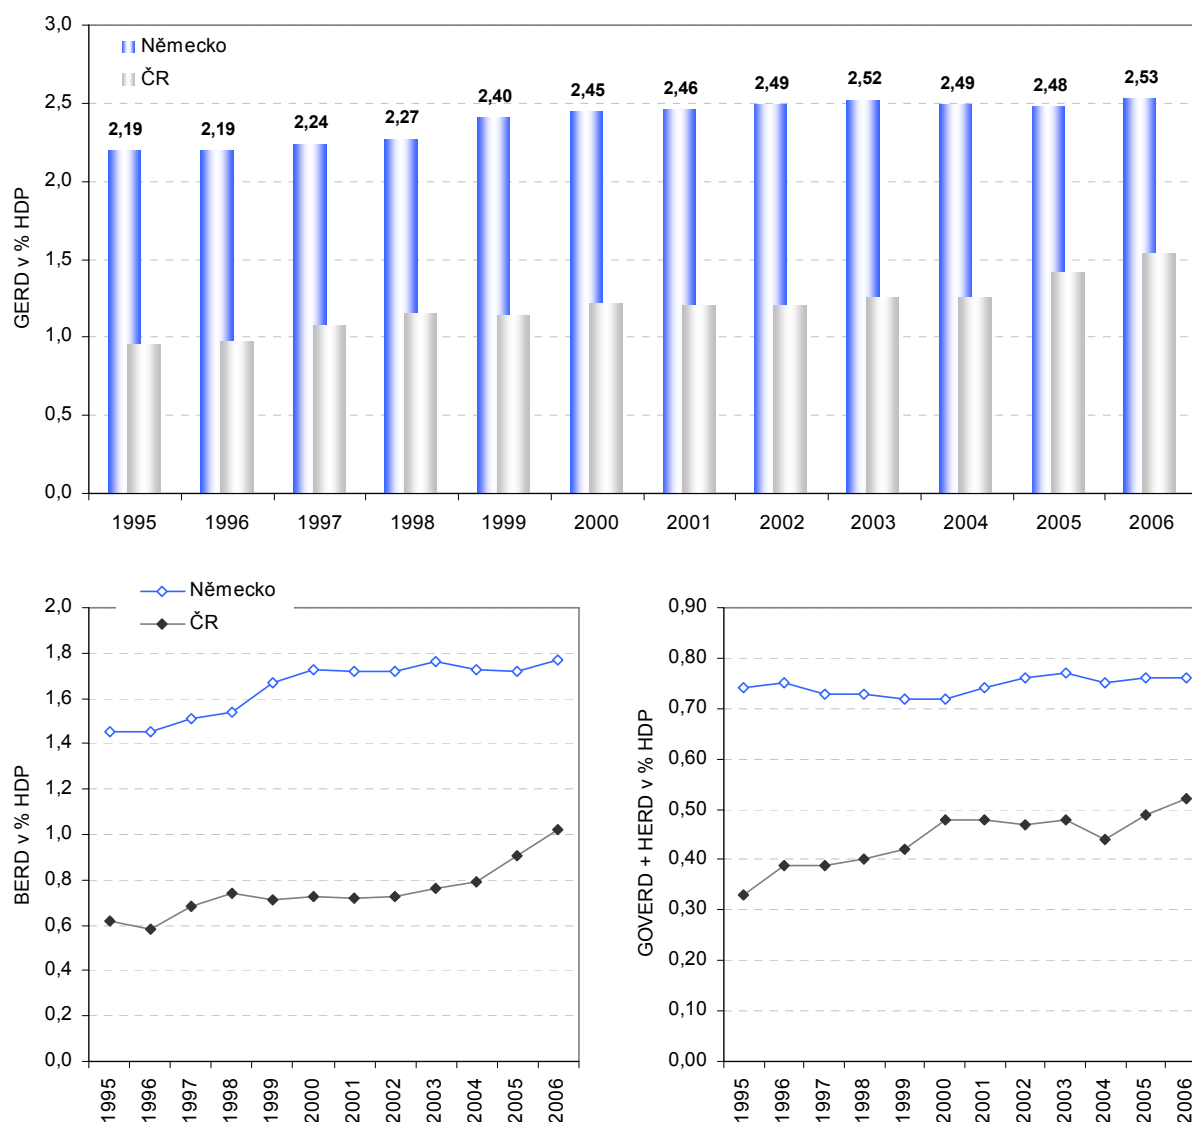 3,0
Německo
ČR
2,5
2,0
1,5
1,0
0,5
0,0
GERD v % HDP
2,19 2,19 2,24 2,27 2,40 2,45 2,46 2,49 2,52 2,49 2,48 2,53
1995 1996 1997 1998 1999 2000 2001 2002 2003 2004 2005 2006
Německo
ČR
2,0
1,8
1,6
1,4
1,2
1,0
0,8
0,6
0,4
0,2
0,0
BERD v % HDP
1995 1996 1997 1998 1999 2000 2001 2002 2003 2004 2005 2006
0,90
0,80
0,70
0,60
0,50
0,40
0,30
0,20
0,10
0,00
GOVERD + HERD v % HDP
1995 1996 1997 1998 1999 2000 2001 2002 2003 2004 2005 2006